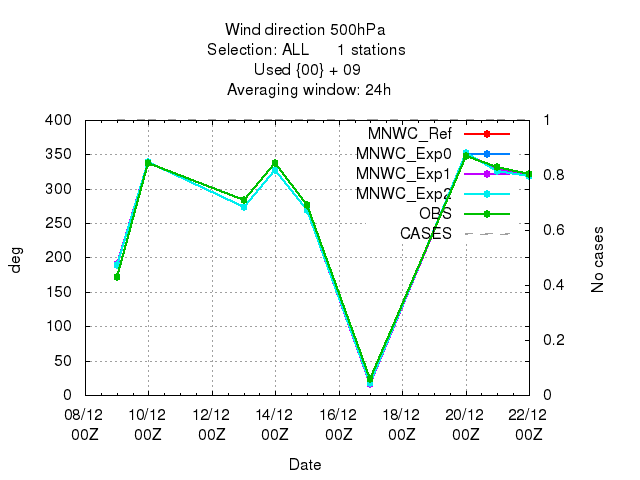 Wind direction 500hPa
Selection: ALL 1 stations
Used {00} + 09
Averaging window: 24h
400 1
MNWC_Ref
350
MNWC_Exp0
MNWC_Exp1
300 0.8
MNWC_Exp2
OBS
250
CASES
0.6
deg
No cases
200
0.4
150
100
0.2
50
0 0
08/12 10/12 12/12 14/12 16/12 18/12 20/12 22/12
00Z 00Z 00Z 00Z 00Z 00Z 00Z 00Z
Date